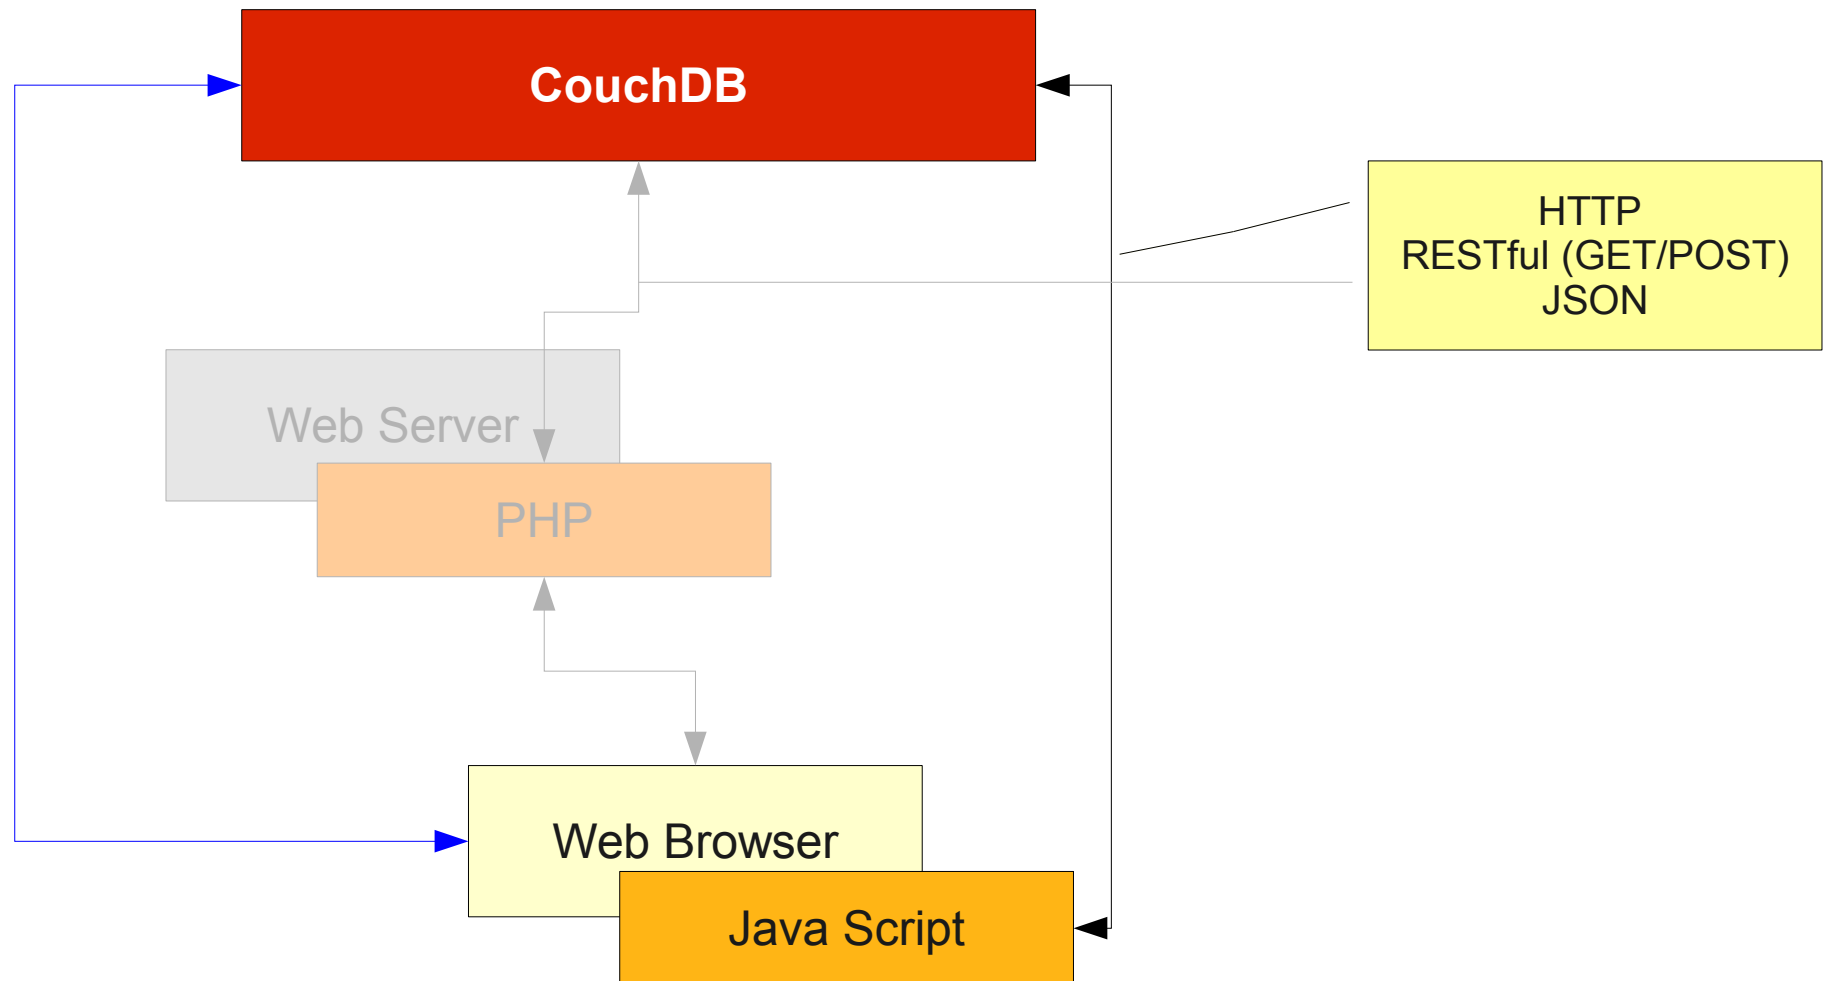 CouchDB
HTTP
RESTful (GET/POST)
JSON
Web Server
PHP
Web Browser
Java Script